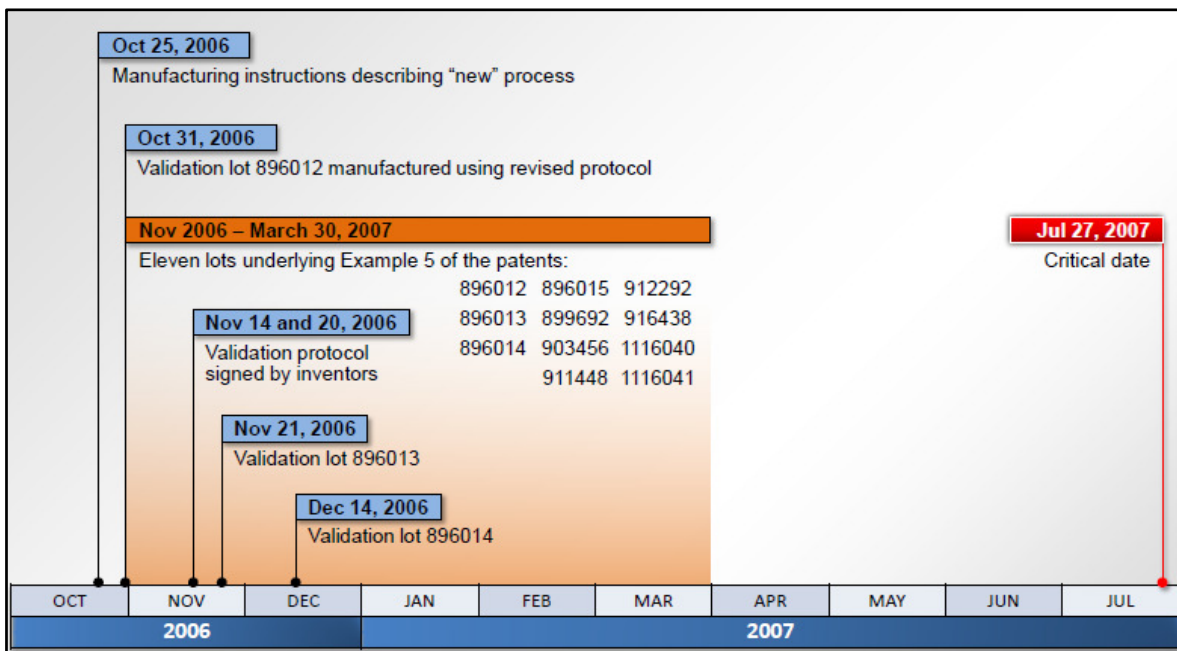 Oct 25, 2006
Manufacturing instructions describing “new” process
Oct 31, 2006
Validation lot 896012 manufactured using revised protocol
Nov 2006 – March 30, 2007
Eleven lots underlying Example 5 of the patents:
896012 896015 912292
896013 899692 916438
896014 903456 1116040
911448 1116041
Jul 27, 2007
Critical date
Nov 14 and 20, 2006
Validation protocol
signed by inventors
Nov 21, 2006
Validation lot 896013
Dec 14, 2006
Validation lot 896014
OCT NOV DEC JAN FEB MAR APR MAY JUN JUL
2006 2007